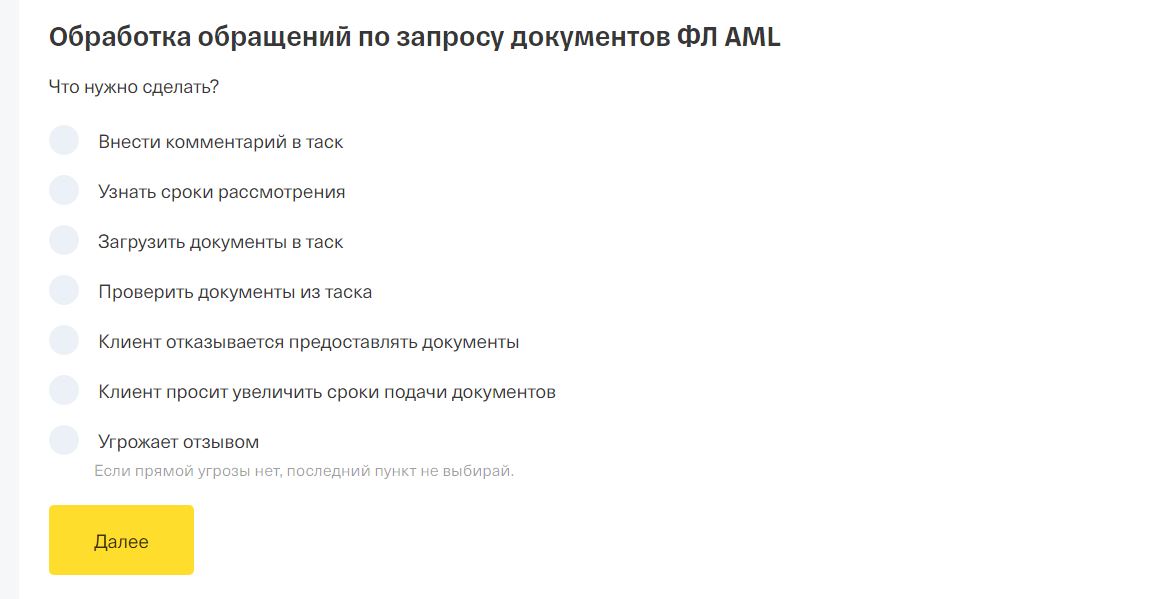 Обработка обращений по запросу документов ФЛ AML
Что нужно сделать?
Внести комментарий в таск
Узнать сроки рассмотрения
Загрузить документы в таск
Проверить документы из таска
Клиент отказывается предоставлять документы
Клиент просит увеличить сроки подачи документов
Угрожает отзывом
Если прямой угрозы нет, последний пункт не выбирай.
Далее